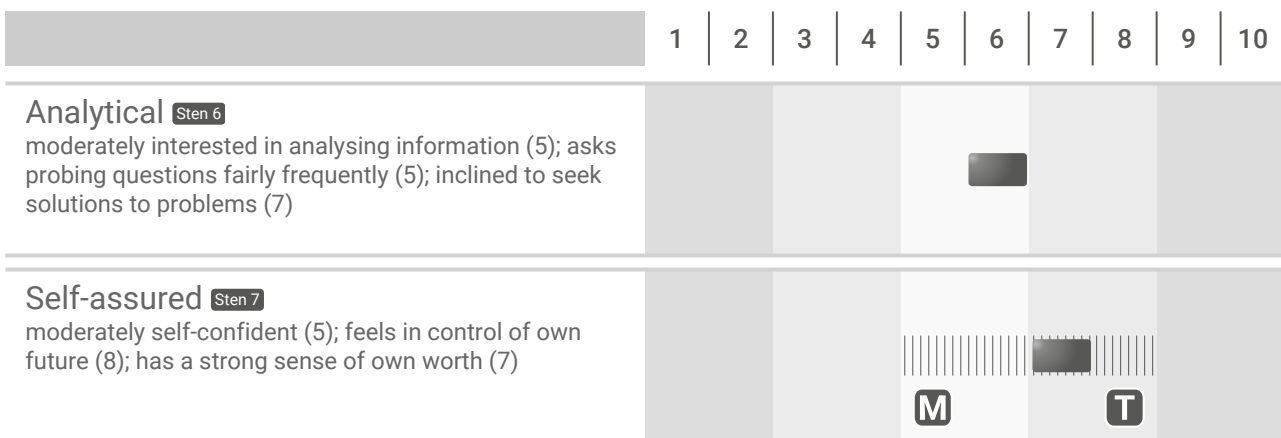 1 2 3 4 5 6 7 8 9 10
Analytical Sten 6
moderately interested in analysing information (5); asks
probing questions fairly frequently (5); inclined to seek
solutions to problems (7)
Self-assured Sten 7
moderately self-confident (5); feels in control of own
future (8); has a strong sense of own worth (7)
M T